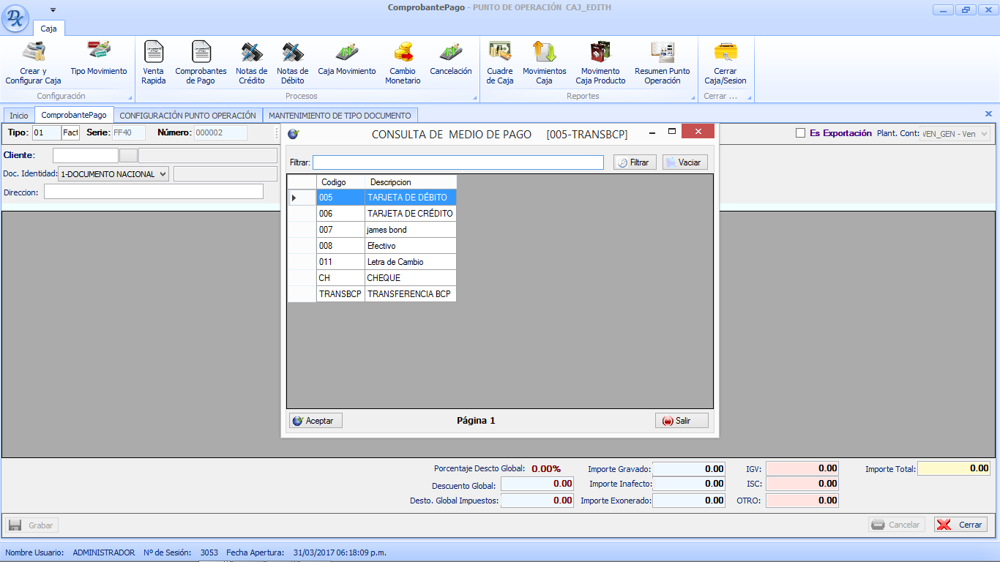 ComprobantePago - PUNTO DE OPERACIÓN CAJ_EDITH
Caja
Crear y Configurar Caja
Tipo Movimiento
Venta Rapida
Comprobantes de Pago
Notas de Crédito
Notas de Débito
Caja Movimiento
Cambio Monetario
Cancelación
Cuadre de Caja
Movimientos Caja
Movimento Caja Producto
Resumen Punto Operación
Cerrar Caja/Sesion
Configuración
Procesos
Reportes
Cerrar ...
Inicio
ComprobantePago
CONFIGURACIÓN PUNTO OPERACIÓN
MANTENIMIENTO DE TIPO DOCUMENTO
Tipo: 01 Fact Serie: FF40 Número: 000002
Es Exportación Plant. Cont: VEN_GEN - Ven
Cliente:
Doc. Identidad: 1-DOCUMENTO NACIONAL
Direccion:
CONSULTA DE MEDIO DE PAGO [005-TRANSBCP]
Filtrar: Filtrar Vaciar
Codigo Descripcion
005 TARJETA DE DÉBITO
006 TARJETA DE CRÉDITO
007 james bond
008 Efectivo
011 Letra de Cambio
CH CHEQUE
TRANSBCP TRANSFERENCIA BCP
Aceptar Página 1 Salir
Porcentaje Descto Global: 0.00% Importe Gravado: 0.00 IGV: 0.00 Importe Total: 0.00
Descuento Global: 0.00 Importe Inafecto: 0.00 ISC: 0.00
Desto. Global Impuestos: 0.00 Importe Exonerado: 0.00 OTRO: 0.00
Grabar Cancelar Cerrar
Nombre Usuario: ADMINISTRADOR Nº de Sesión: 3053 Fecha Apertura: 31/03/2017 06:18:09 p.m.